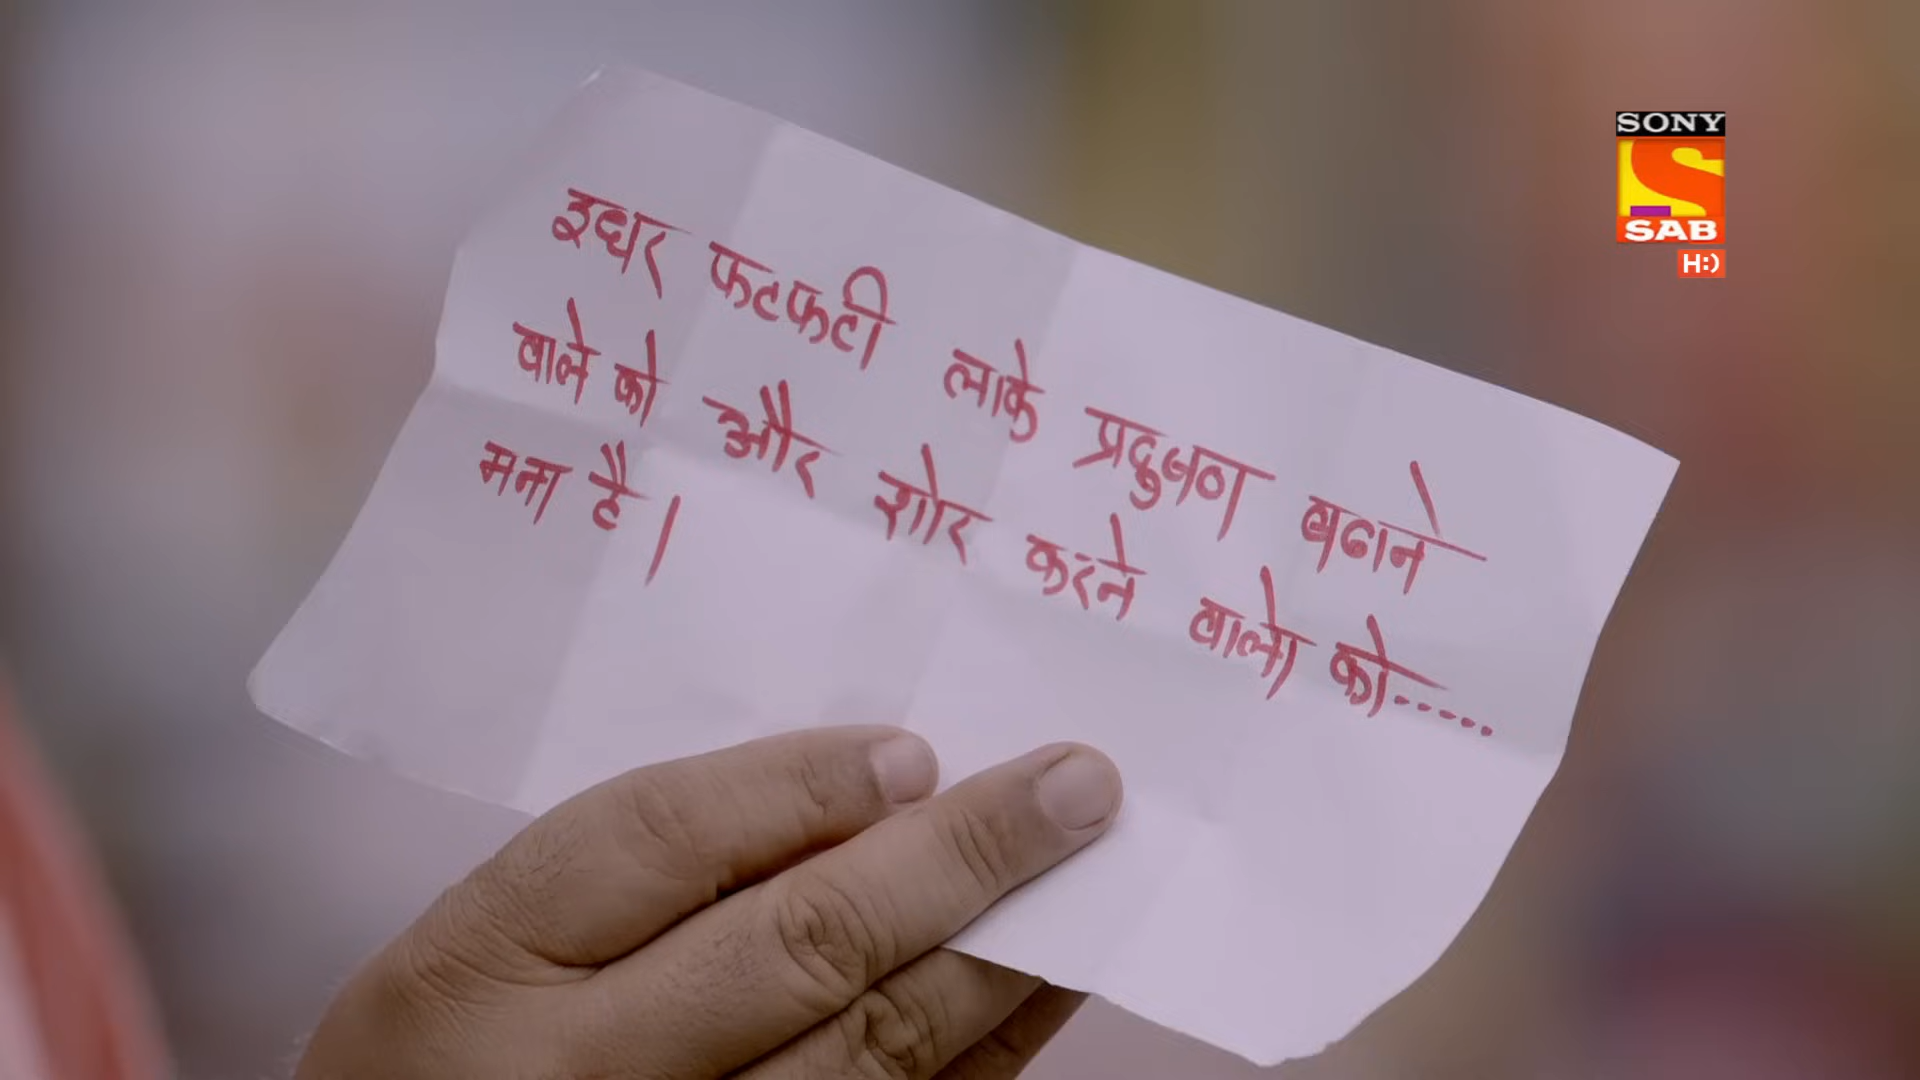 इधर फटफटी लाके प्रदुषण बढाने
वाले को और शोर करने वालो को.....
मना है।
SONY
SAB
H:)